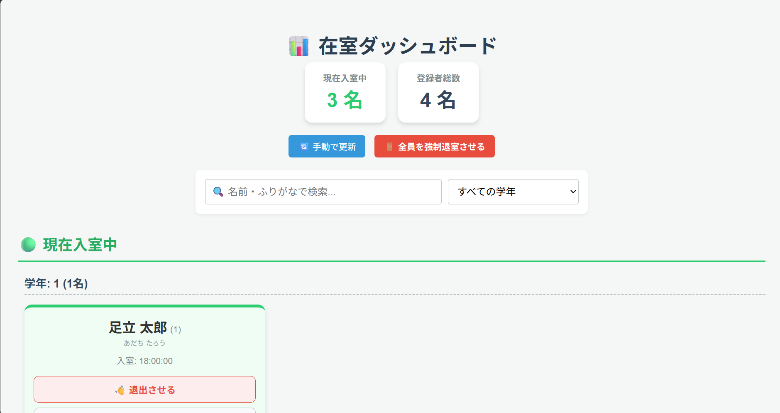 在室ダッシュボード
現在入室中
3 名
登録者総数
4 名
手動で更新
全員を強制退室させる
名前・ふりがなで検索...
すべての学年
現在入室中
学年: 1 (1名)
足立 太郎 (1)
あだち たろう
入室: 18:00:00
退出させる